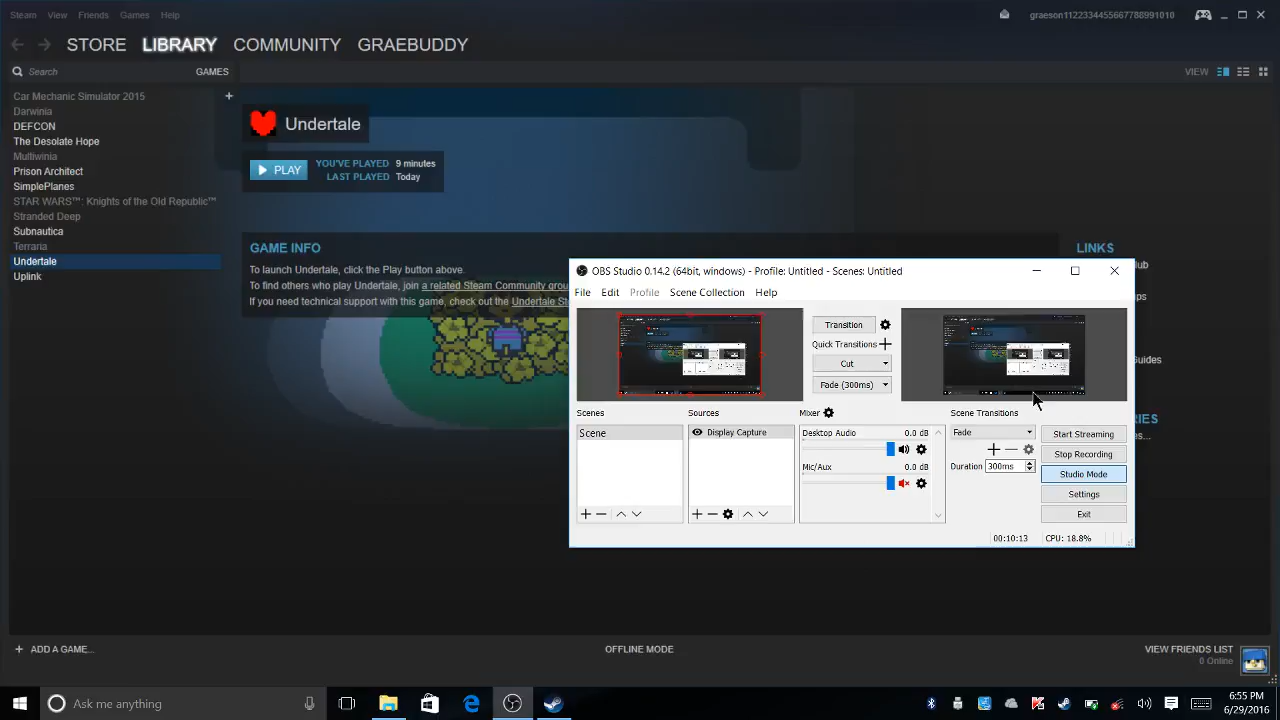 Steam View Friends Games Help
graeson1122334455667788991010
STORE LIBRARY COMMUNITY GRAEBUDDY
Search GAMES
VIEW
Car Mechanic Simulator 2015
Darwinia
DEFCON
The Desolate Hope
Multiwinia
Prison Architect
SimplePlanes
STAR WARS™: Knights of the Old Republic™
Stranded Deep
Subnautica
Terraria
Undertale
Uplink
Undertale
PLAY
YOU'VE PLAYED 9 minutes
LAST PLAYED Today
GAME INFO
To launch Undertale, click the Play button above.
To find others who play Undertale, join a related Steam Community grou
If you need technical support with this game, check out the Undertale
LINKS
OBS Studio 0.14.2 (64bit, windows) - Profile: Untitled - Scenes: Untitled
File Edit Profile Scene Collection Help
Transition
Quick Transitions
Cut
Fade (300ms)
Scenes
Scene
Sources
Display Capture
Mixer
Desktop Audio 0.0 dB
Mic/Aux 0.0 dB
Scene Transitions
Fade
Duration 300ms
Start Streaming
Stop Recording
Studio Mode
Settings
Exit
00:10:13 CPU: 18.8%
uides
ADD A GAME...
OFFLINE MODE
VIEW FRIENDS LIST
0 Online
Ask me anything
6:55 PM
6/29/2016